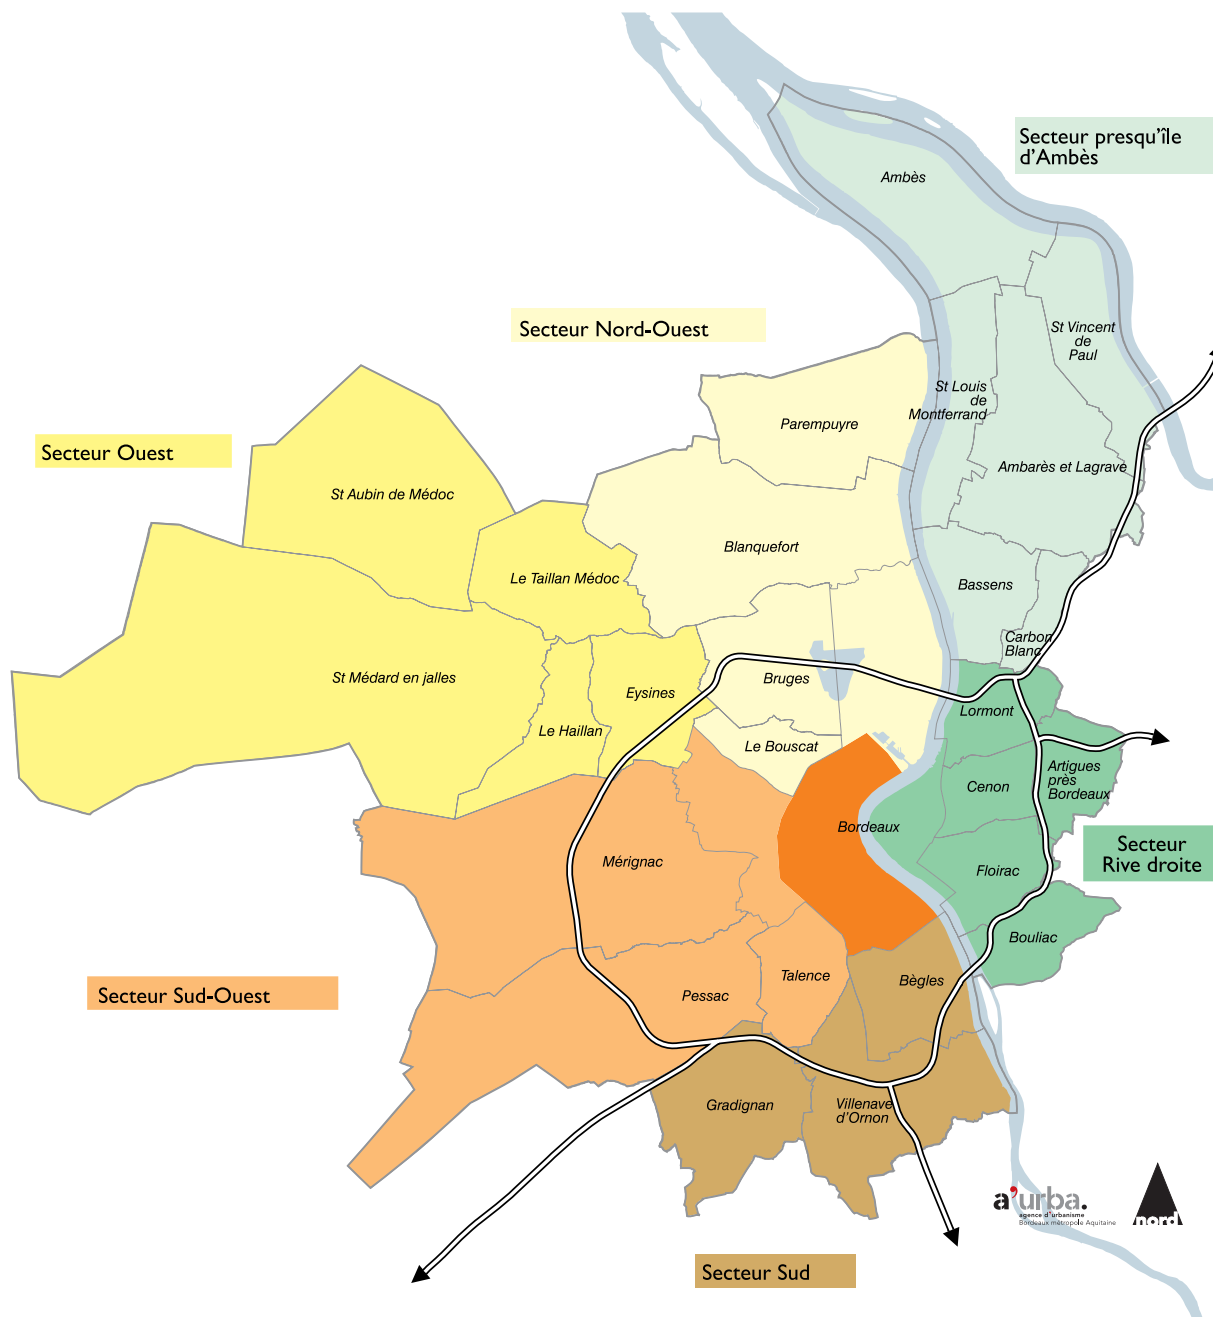 Secteur presqu'île
d'Ambès
Ambès
Secteur Nord-Ouest
St Vincent
de
Paul
St Louis
de
Montferrand
Parempuyre
Secteur Ouest
Ambarès et Lagrave
St Aubin de Médoc
Blanquefort
Le Taillan Médoc
Bassens
Carbon
Blanc
St Médard en jalles
Eysines
Bruges
Lormont
Le Haillan
Le Bouscat
Artigues
près
Bordeaux
Cenon
Bordeaux
Secteur
Rive droite
Mérignac
Floirac
Bouliac
Talence
Bègles
Secteur Sud-Ouest
Pessac
Gradignan
Villenave
d'Ornon
a'urba.
agence d'urbanisme
Bordeaux métropole Aquitaine
nord
Secteur Sud